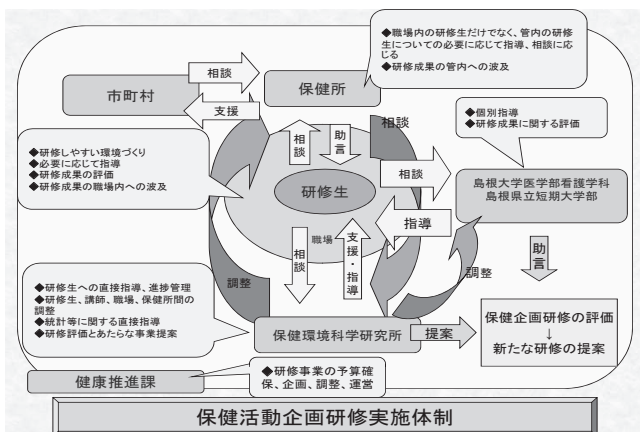 ◆職場内の研修生だけでなく、管内の研修
生についての必要に応じて指導、相談に応
じる
◆研修成果の管内への波及
市町村
相談
支援
保健所
◆個別指導
◆研修成果に関する評価
相談
◆研修しやすい環境づくり
◆必要に応じて指導
◆研修成果の評価
◆研修成果の職場内への波及
相談
助言
研修生
相談
指導
島根大学医学部看護学科
島根県立短期大学部
職場
相談
支援・指導
調整
調整
助言
◆研修生への直接指導、進捗管理
◆研修生、講師、職場、保健所間の
調整
◆統計等に関する直接指導
◆研修評価とあたらな事業提案
保健環境科学研究所
提案
保健企画研修の評価
↓
新たな研修の提案
健康推進課
◆研修事業の予算確
保、企画、調整、運営
保健活動企画研修実施体制